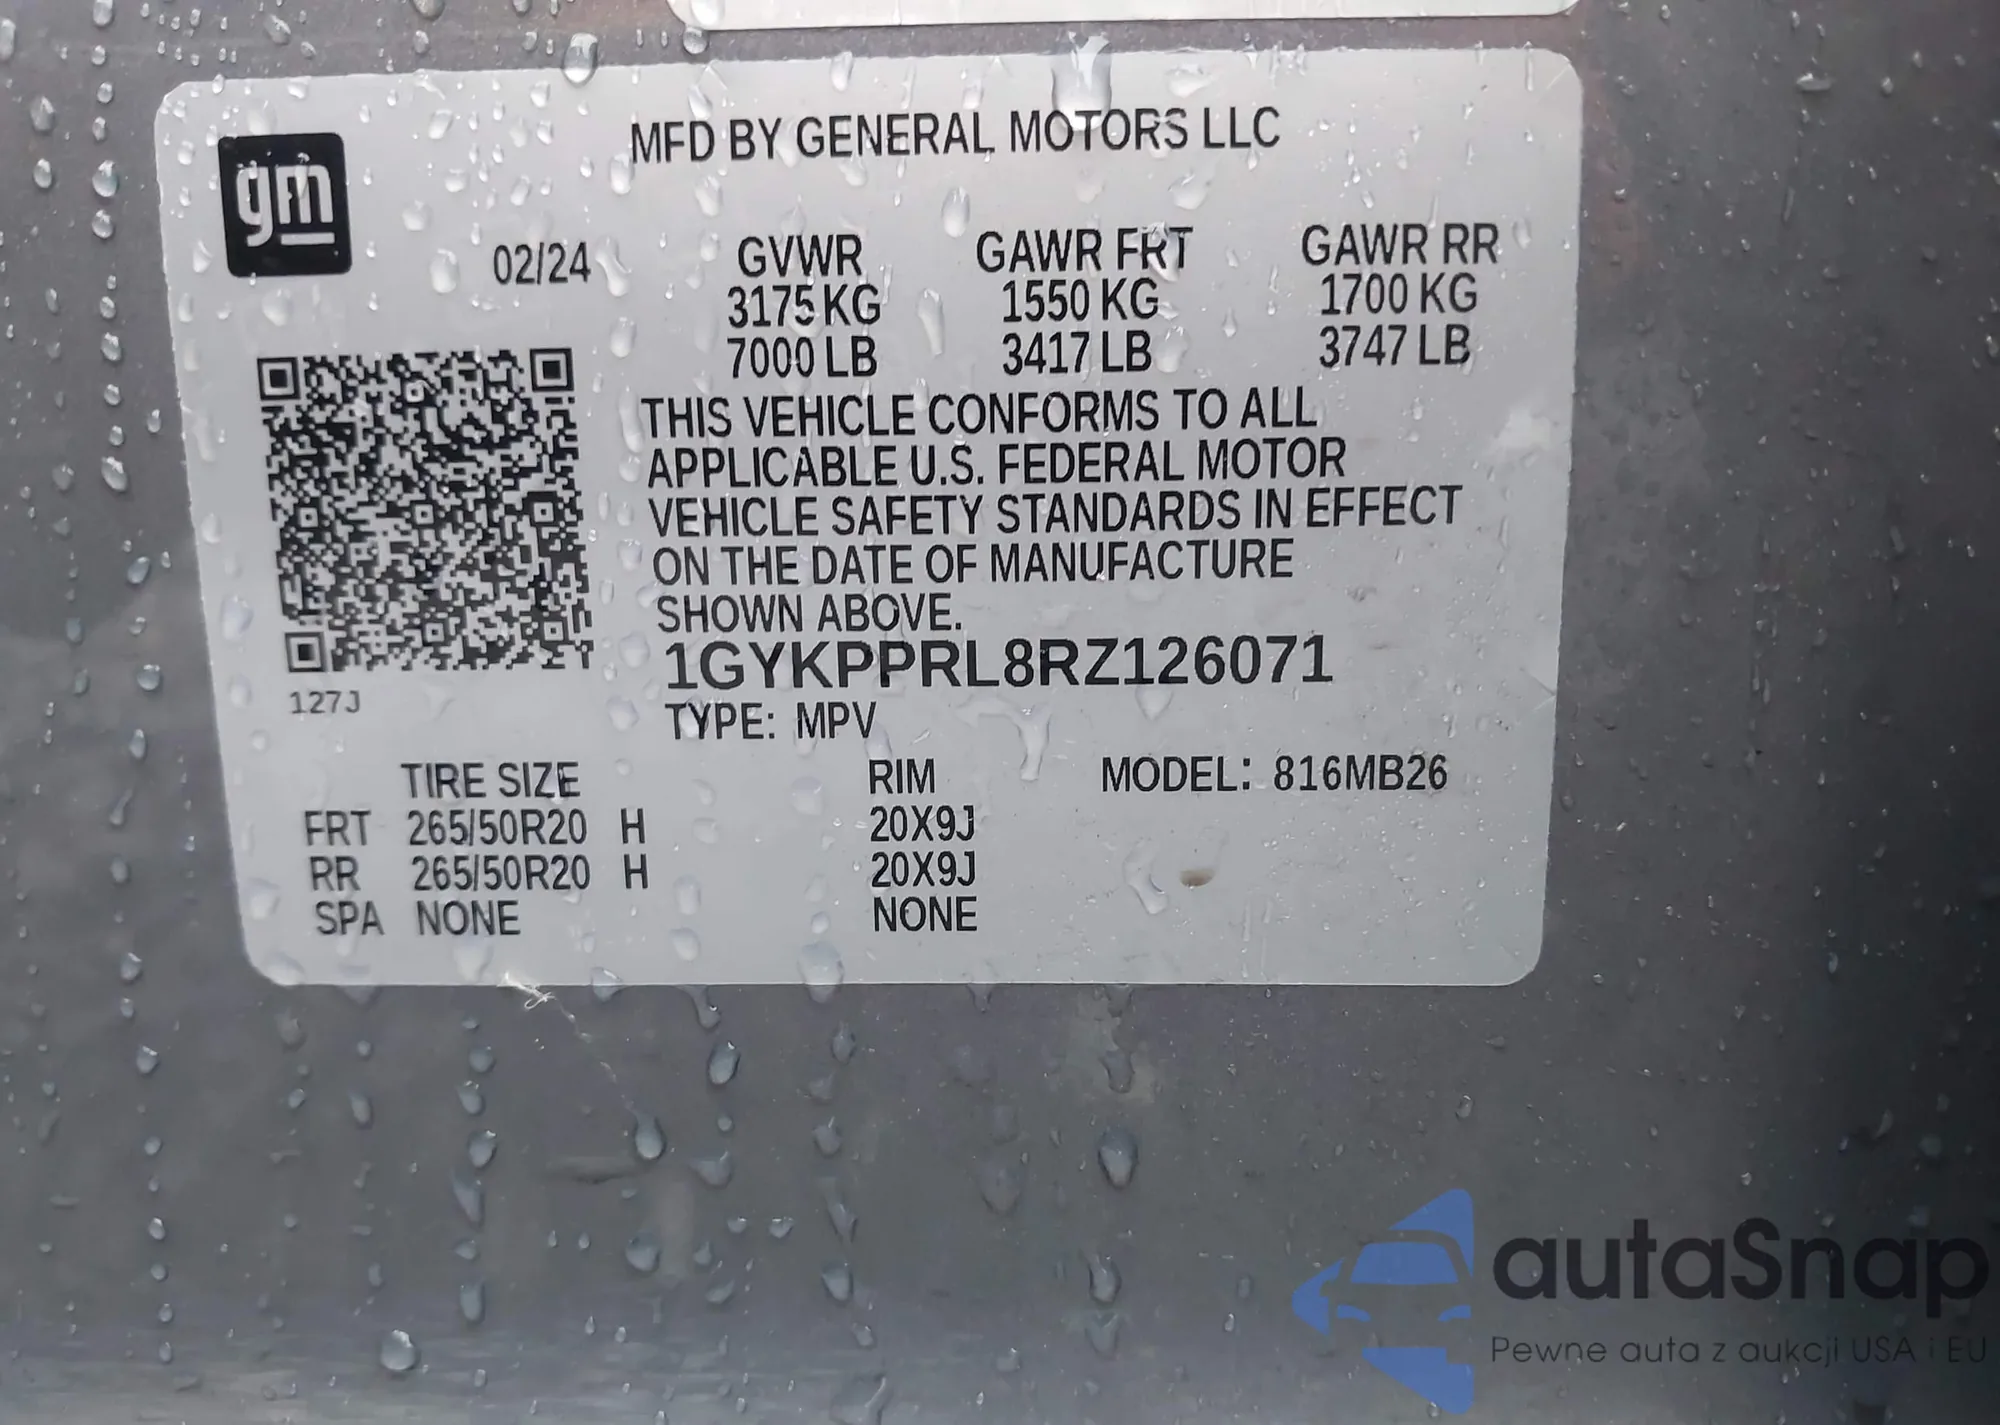 gm
MFD BY GENERAL MOTORS LLC
02/24
GVWR GAWR FRT GAWR RR
3175 KG 1550 KG 1700 KG
7000 LB 3417 LB 3747 LB
THIS VEHICLE CONFORMS TO ALL
APPLICABLE U.S. FEDERAL MOTOR
VEHICLE SAFETY STANDARDS IN EFFECT
ON THE DATE OF MANUFACTURE
SHOWN ABOVE.
1GYKPPRL8RZ126071
127J
TYPE: MPV
TIRE SIZE RIM MODEL: 816MB26
FRT 265/50R20 H 20X9J
RR 265/50R20 H 20X9J
SPA NONE NONE
autaSnap
Pewne auta z aukcji USA i EU